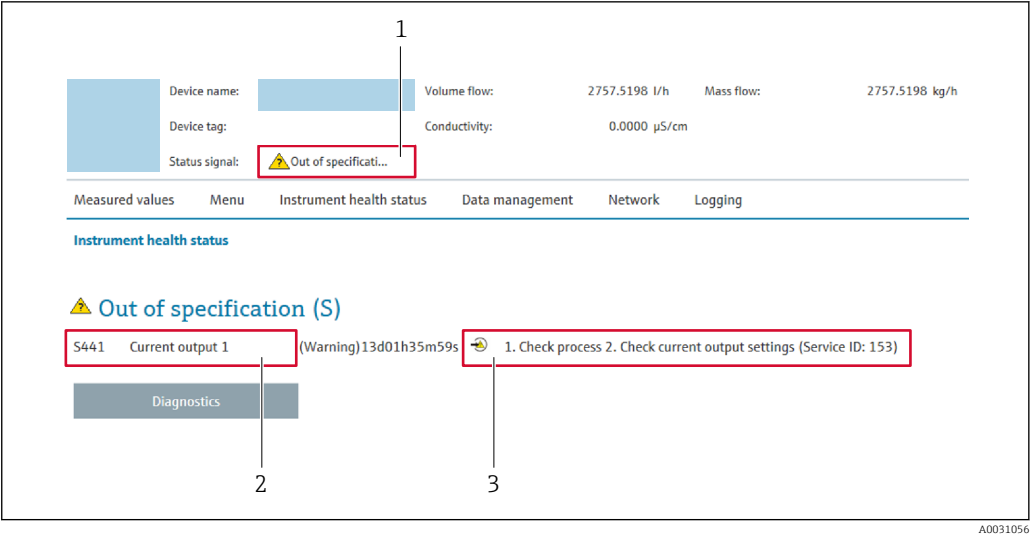 1
Device name: Volume flow: 2757.5198 l/h Mass flow: 2757.5198 kg/h
Device tag: Conductivity: 0.0000 µS/cm
Status signal: Out of specificati...
Measured values Menu Instrument health status Data management Network Logging
Instrument health status
Out of specification (S)
S441 Current output 1 (Warning)13d01h35m59s 1. Check process 2. Check current output settings (Service ID: 153)
Diagnostics
2 3
A0031056